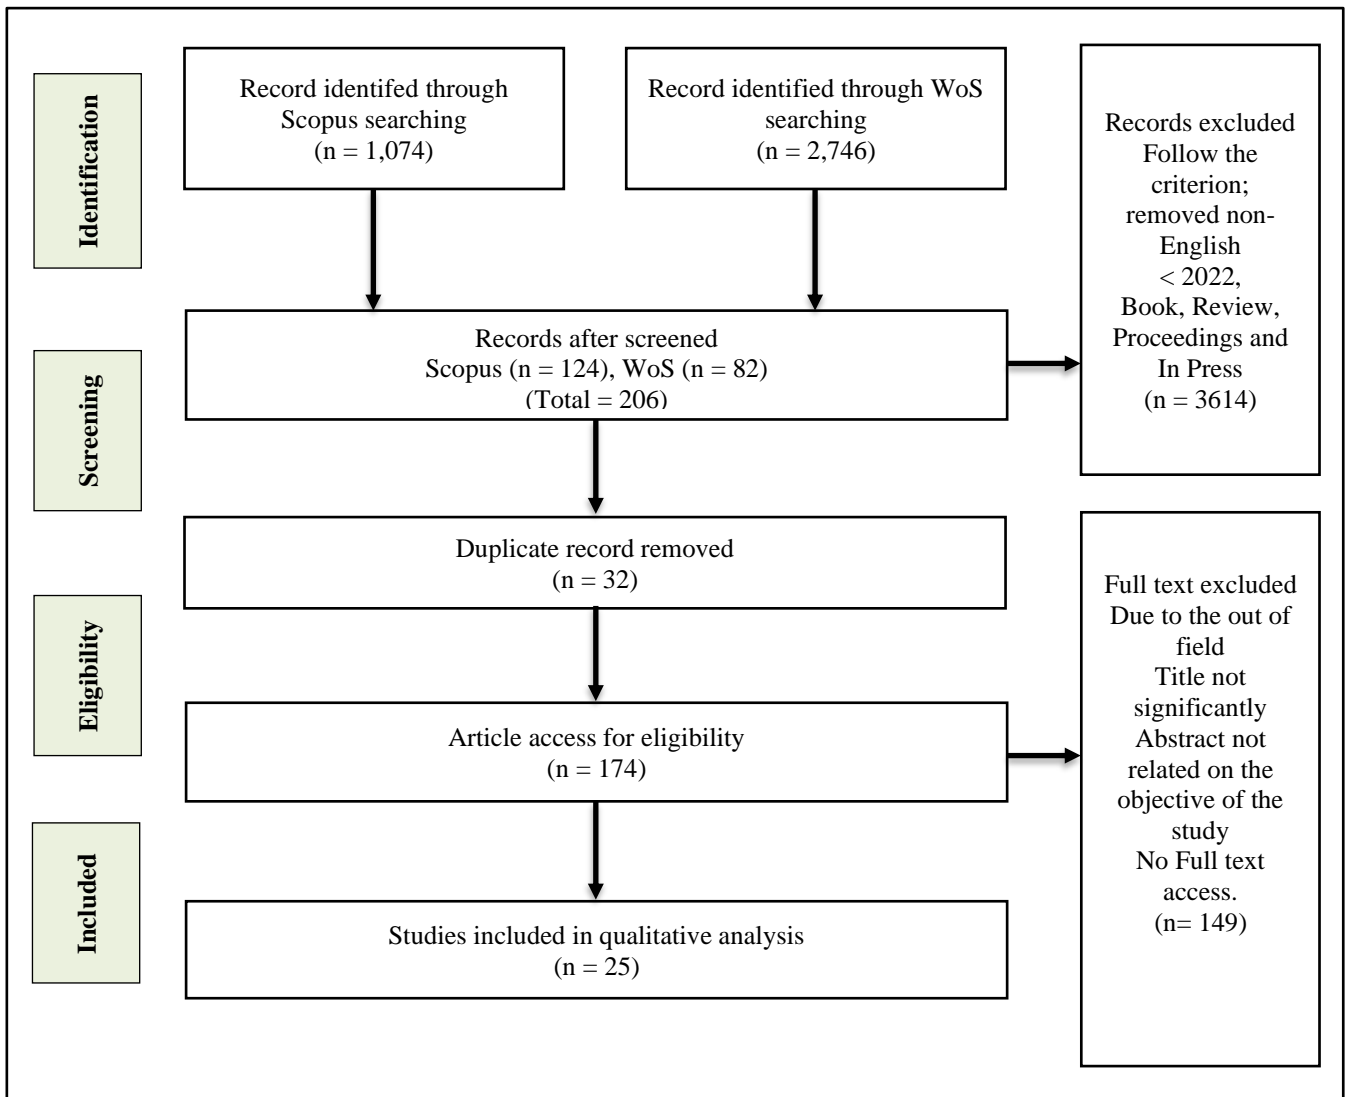 Identification
Record identifed through
Scopus searching
(n = 1,074)
Record identified through WoS
searching
(n = 2,746)
Records excluded
Follow the
criterion;
removed non-
English
< 2022,
Book, Review,
Proceedings and
In Press
(n = 3614)
Screening
Records after screened
Scopus (n = 124), WoS (n = 82)
(Total = 206)
Duplicate record removed
(n = 32)
Eligibility
Article access for eligibility
(n = 174)
Full text excluded
Due to the out of
field
Title not
significantly
Abstract not
related on the
objective of the
study
No Full text
access.
(n= 149)
Included
Studies included in qualitative analysis
(n = 25)